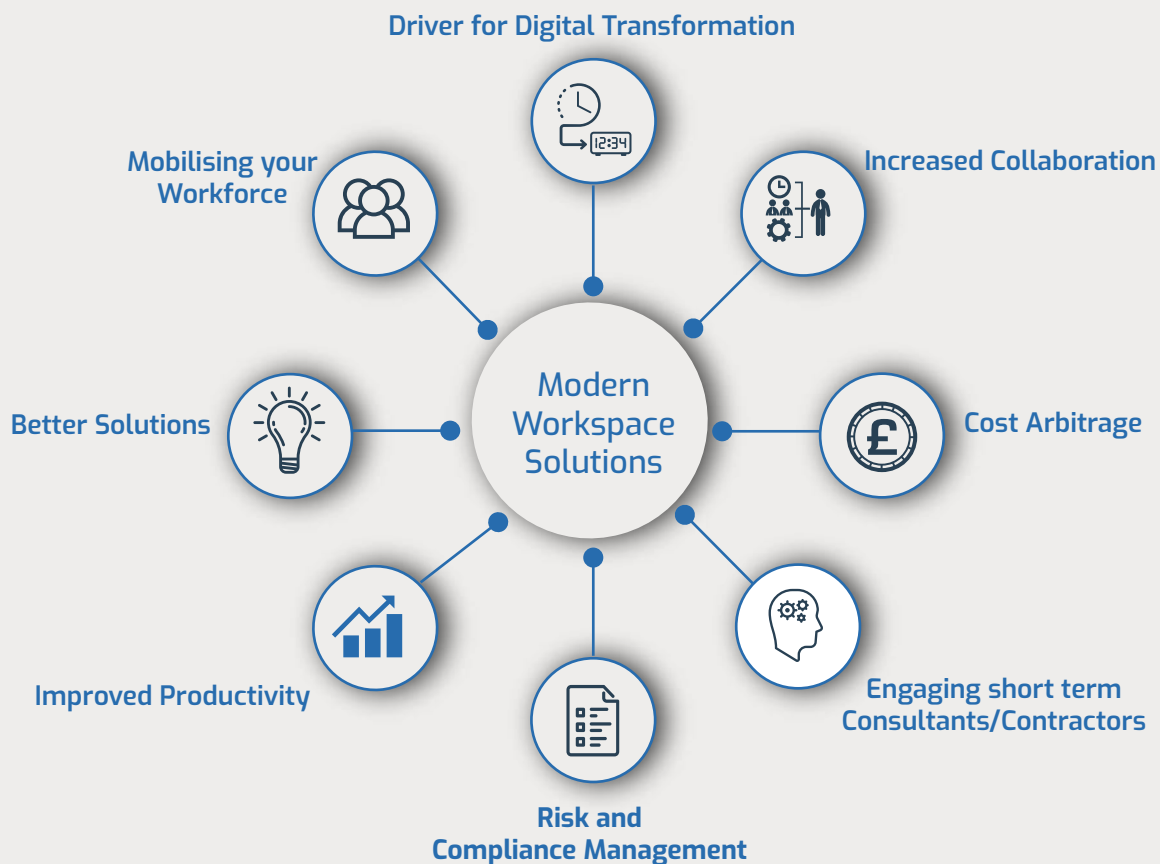 Driver for Digital Transformation
12:34
Mobilising your
Workforce
Increased Collaboration
Modern
Workspace
Solutions
Better Solutions
£
Cost Arbitrage
Improved Productivity
Engaging short term
Consultants/Contractors
Risk and
Compliance Management